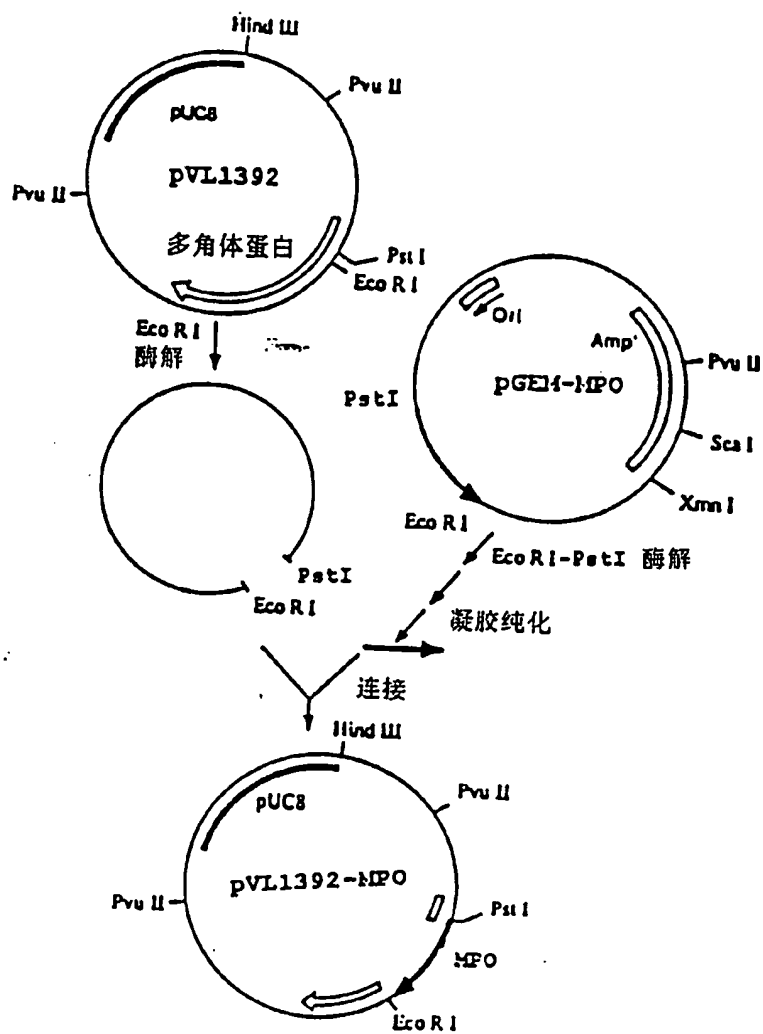 Hind III
Pvu II
pUC8
pVL1392
Pvu II
多角体蛋白
Pst I
Eco R I
Eco R I
酶解
Ori
Amp
r
pGEM-MPO
Pvu II
Sca I
Xmn I
PstI
Eco R I
Eco R I-PstI 酶解
PstI
Eco R I
凝胶纯化
连接
Hind III
Pvu II
pUC8
pVL1392-MPO
Pvu II
Pst I
MPO
Eco R I